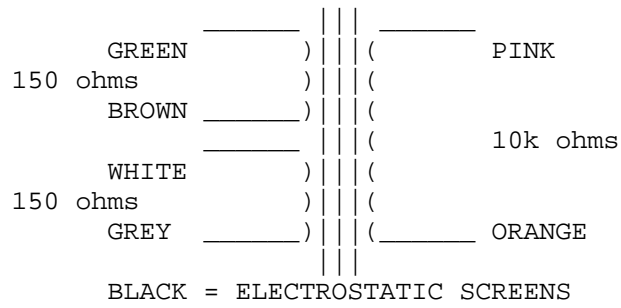 GREEN PINK
150 ohms
BROWN
10k ohms
WHITE
150 ohms
GREY ORANGE
BLACK = ELECTROSTATIC SCREENS